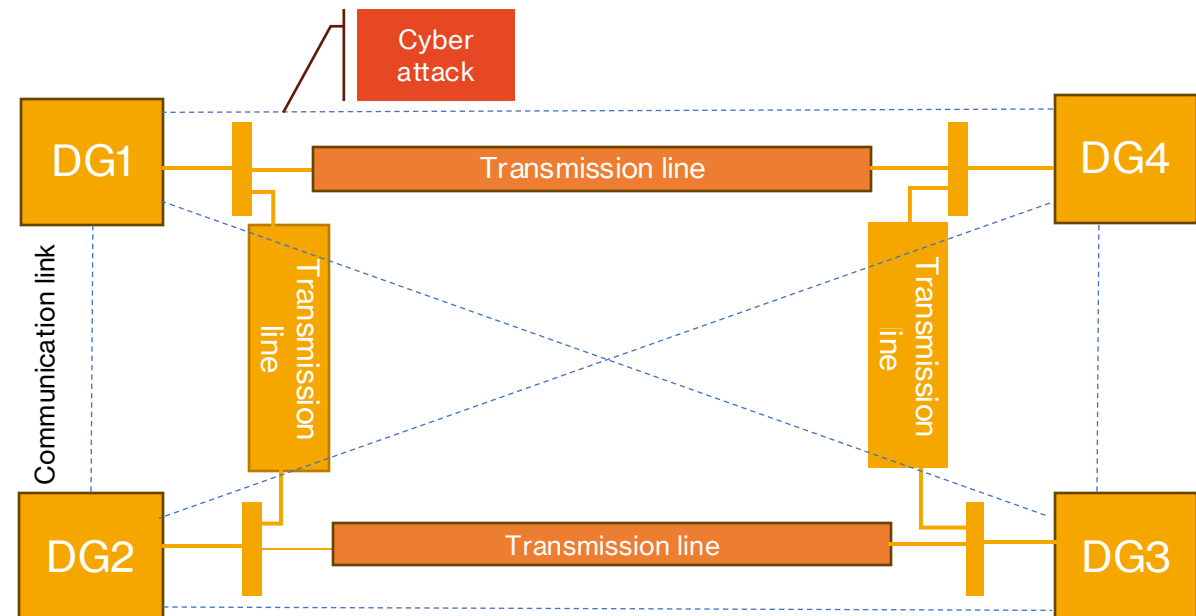 Cyber
attack
DG1
Transmission line
DG4
Communication link
Transmission
line
Transmission
line
DG2
Transmission line
DG3